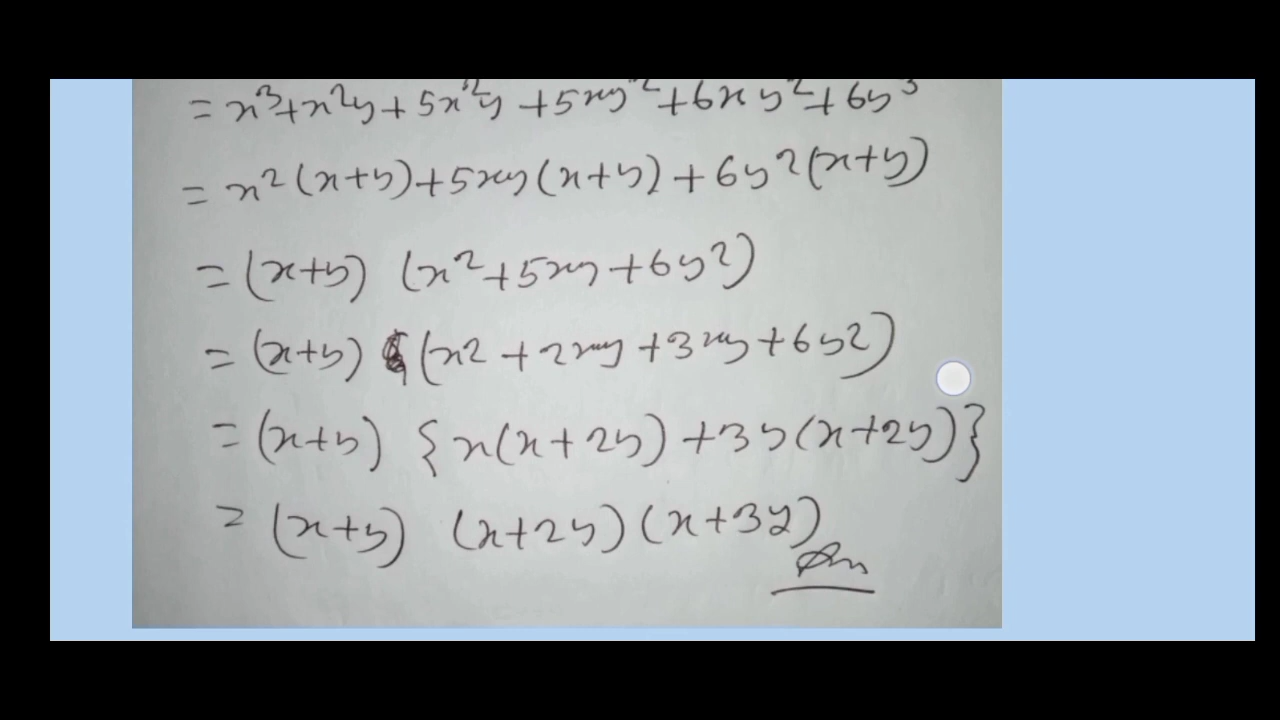 = x³+x²y+5x²y+5xy²+6xy²+6y³
= x²(x+y)+5xy(x+y)+6y²(x+y)
= (x+y) (x²+5xy+6y²)
= (x+y) (x²+2xy+3xy+6y²)
= (x+y) {x(x+2y)+3y(x+2y)}
= (x+y) (x+2y)(x+3y)
Ans